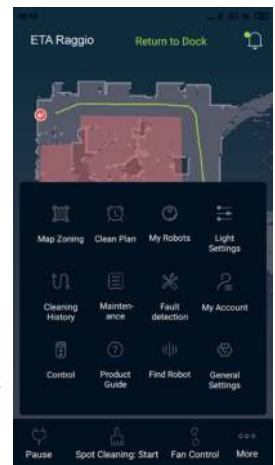 ETA Raggio
Return to Dock
Map Zoning
Clean Plan
My Robots
Light
Settings
Cleaning
History
Mainten-
ance
Fault
detection
My Account
Control
Product
Guide
Find Robot
General
Settings
Pause
Spot Cleaning: Start
Fan Control
More